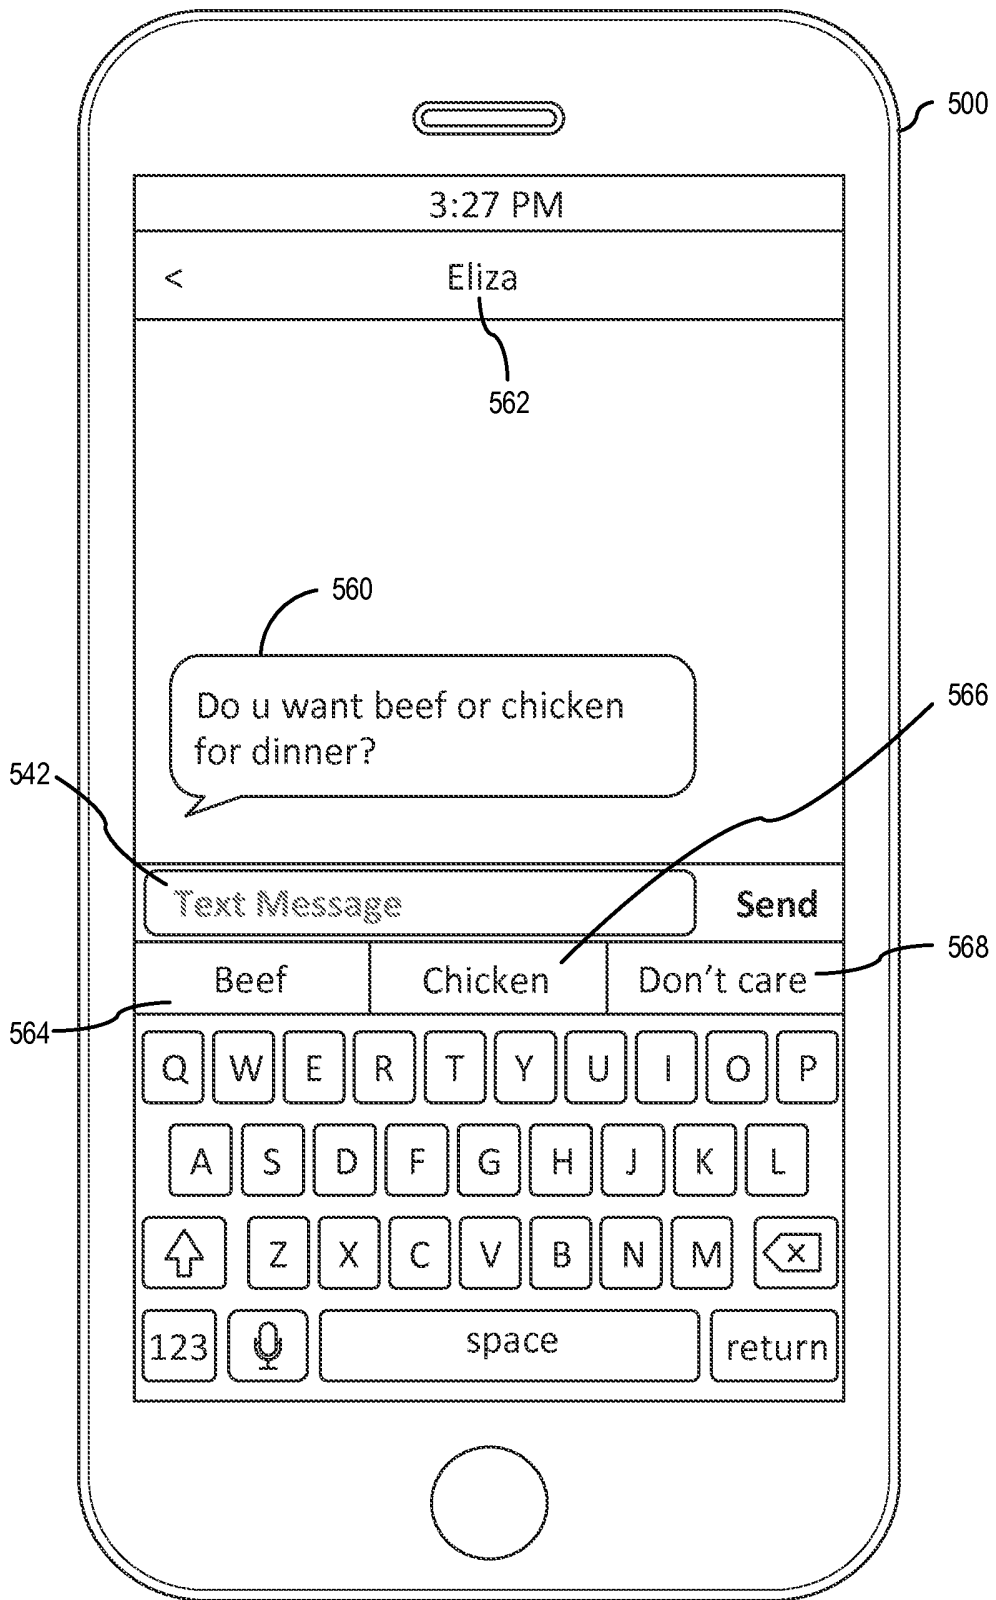 500
3:27 PM
< Eliza
562
560
Do u want beef or chicken
for dinner?
566
542
Text Message Send
568
Beef Chicken Don't care
564
Q W E R T Y U I O P
A S D F G H J K L
Z X C V B N M X
123 space return